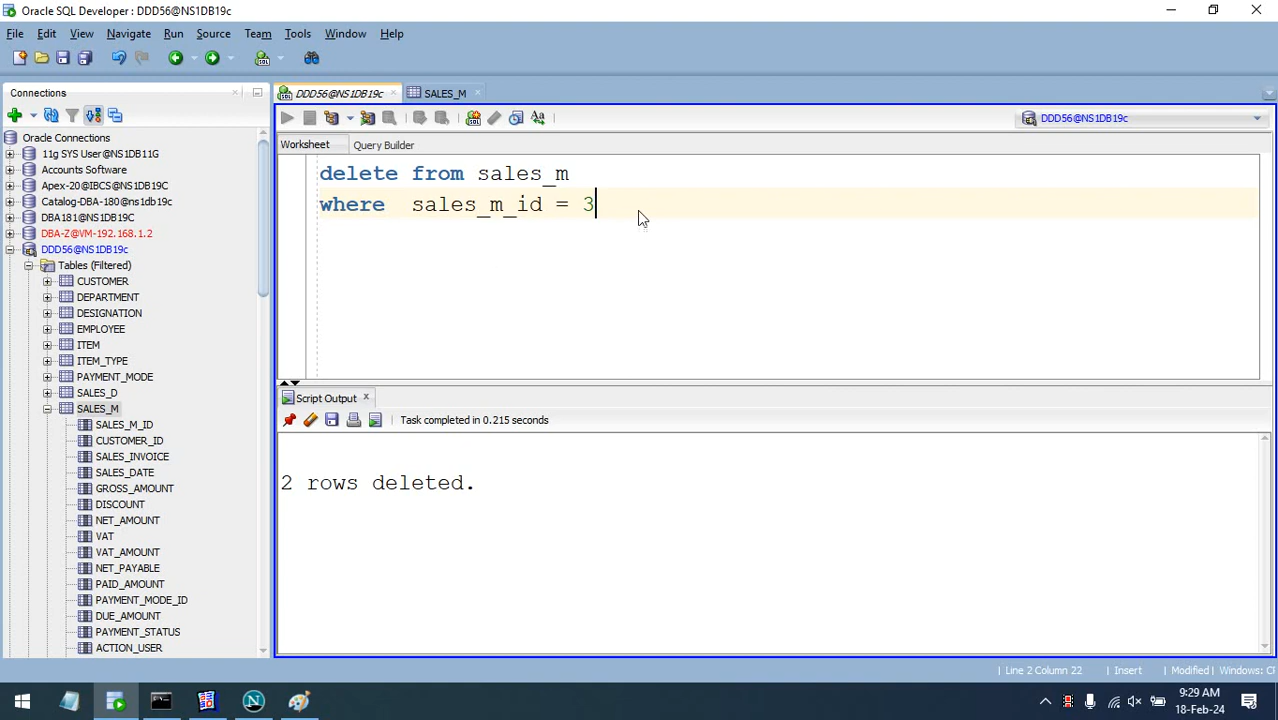 Oracle SQL Developer: DDD56@NS1DB19c
File Edit View Navigate Run Source Team Tools Window Help
Connections
DDD56@NS1DB19c
SALES_M
DDD56@NS1DB19c
Oracle Connections
11g SYS User@NS1DB11G
Accounts Software
Apex-20@IBCS@NS1DB19c
Catalog-DBA-180@ns1db19c
DBA181@NS1DB19c
DBA-Z@VM-192.168.1.2
DDD56@NS1DB19c
Tables (Filtered)
CUSTOMER
DEPARTMENT
DESIGNATION
EMPLOYEE
ITEM
ITEM_TYPE
PAYMENT_MODE
SALES_D
SALES_M
SALES_M_ID
CUSTOMER_ID
SALES_INVOICE
SALES_DATE
GROSS_AMOUNT
DISCOUNT
NET_AMOUNT
VAT
VAT_AMOUNT
NET_PAYABLE
PAID_AMOUNT
PAYMENT_MODE_ID
DUE_AMOUNT
PAYMENT_STATUS
ACTION_USER
Worksheet Query Builder
delete from sales_m
where  sales_m_id = 3
Script Output
Task completed in 0.215 seconds
2 rows deleted.
Line 2 Column 22 Insert Modified Windows: C
9:29 AM
18-Feb-24